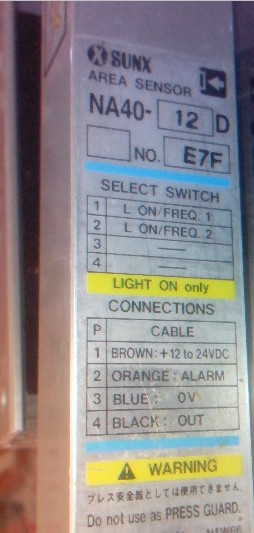 SUNX
AREA SENSOR
NA40- 12 D
NO. E7F
SELECT SWITCH
1 L ON/FREQ. 1
2 L ON/FREQ. 2
3 —
4 —
LIGHT ON only
CONNECTIONS
P CABLE
1 BROWN: +12 to 24VDC
2 ORANGE: ALARM
3 BLUE: 0V
4 BLACK: OUT
WARNING
プレス安全器としては使用できません。
Do not use as PRESS GUARD.